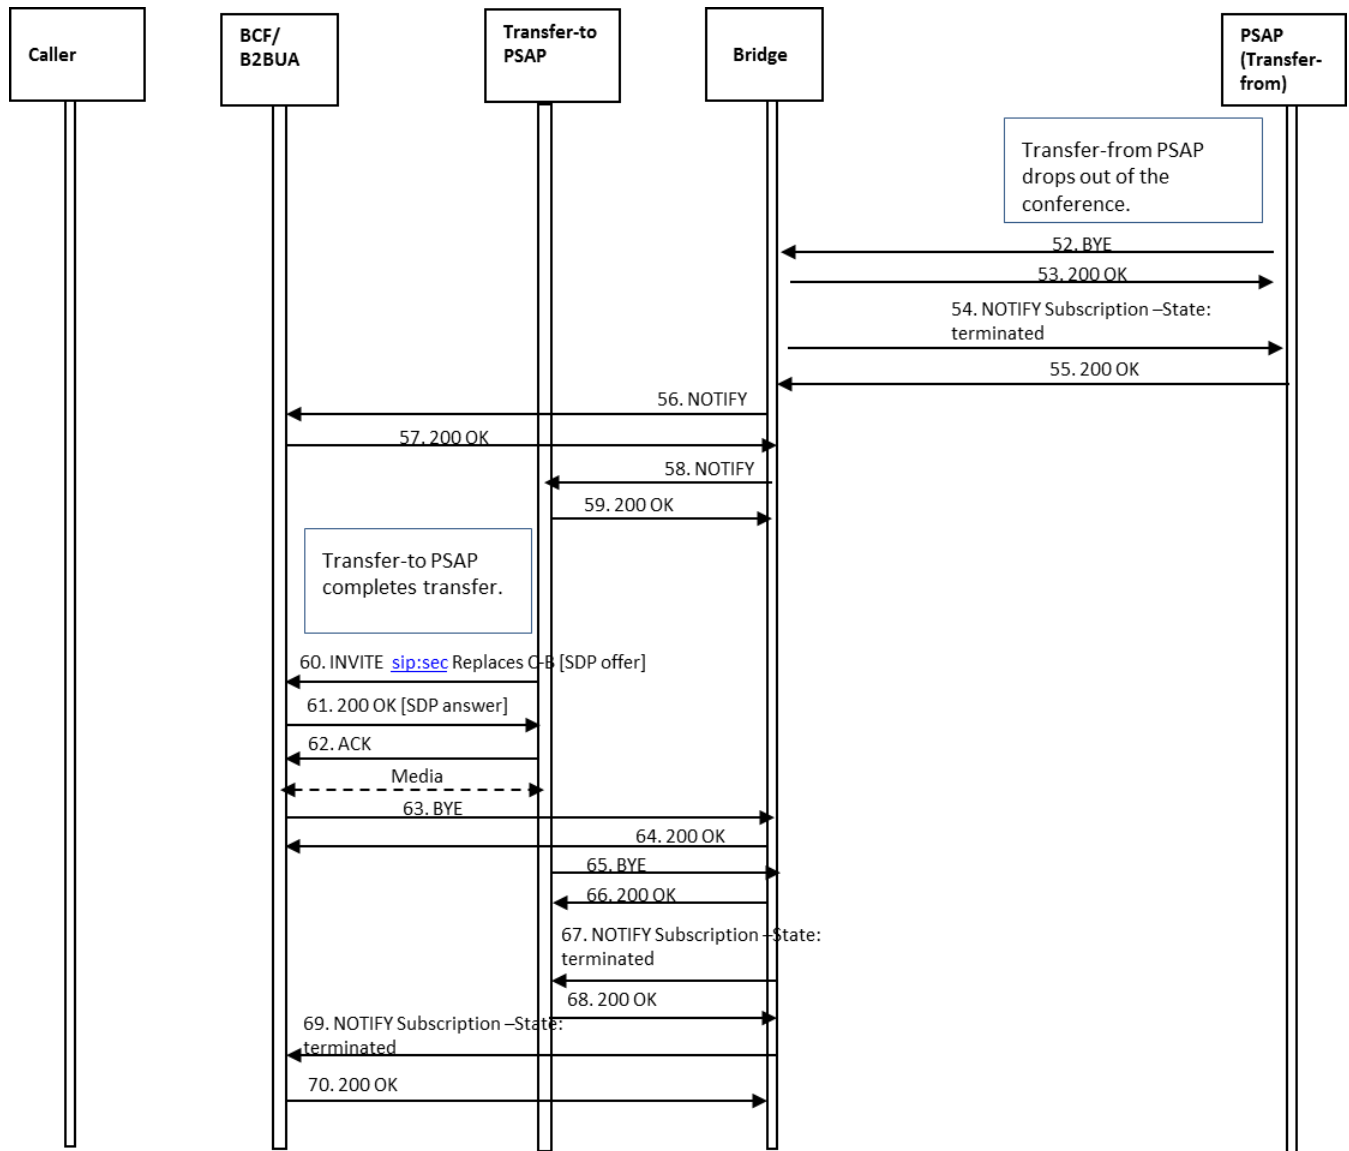 Caller
BCF/
B2BUA
Transfer-to
PSAP
Bridge
PSAP
(Transfer-
from)
Transfer-from PSAP
drops out of the
conference.
52. BYE
53. 200 OK
54. NOTIFY Subscription –State:
terminated
55. 200 OK
56. NOTIFY
57. 200 OK
58. NOTIFY
59. 200 OK
Transfer-to PSAP
completes transfer.
60. INVITE sip:sec Replaces C-B [SDP offer]
61. 200 OK [SDP answer]
62. ACK
Media
63. BYE
64. 200 OK
65. BYE
66. 200 OK
67. NOTIFY Subscription –State:
terminated
68. 200 OK
69. NOTIFY Subscription –State:
terminated
70. 200 OK